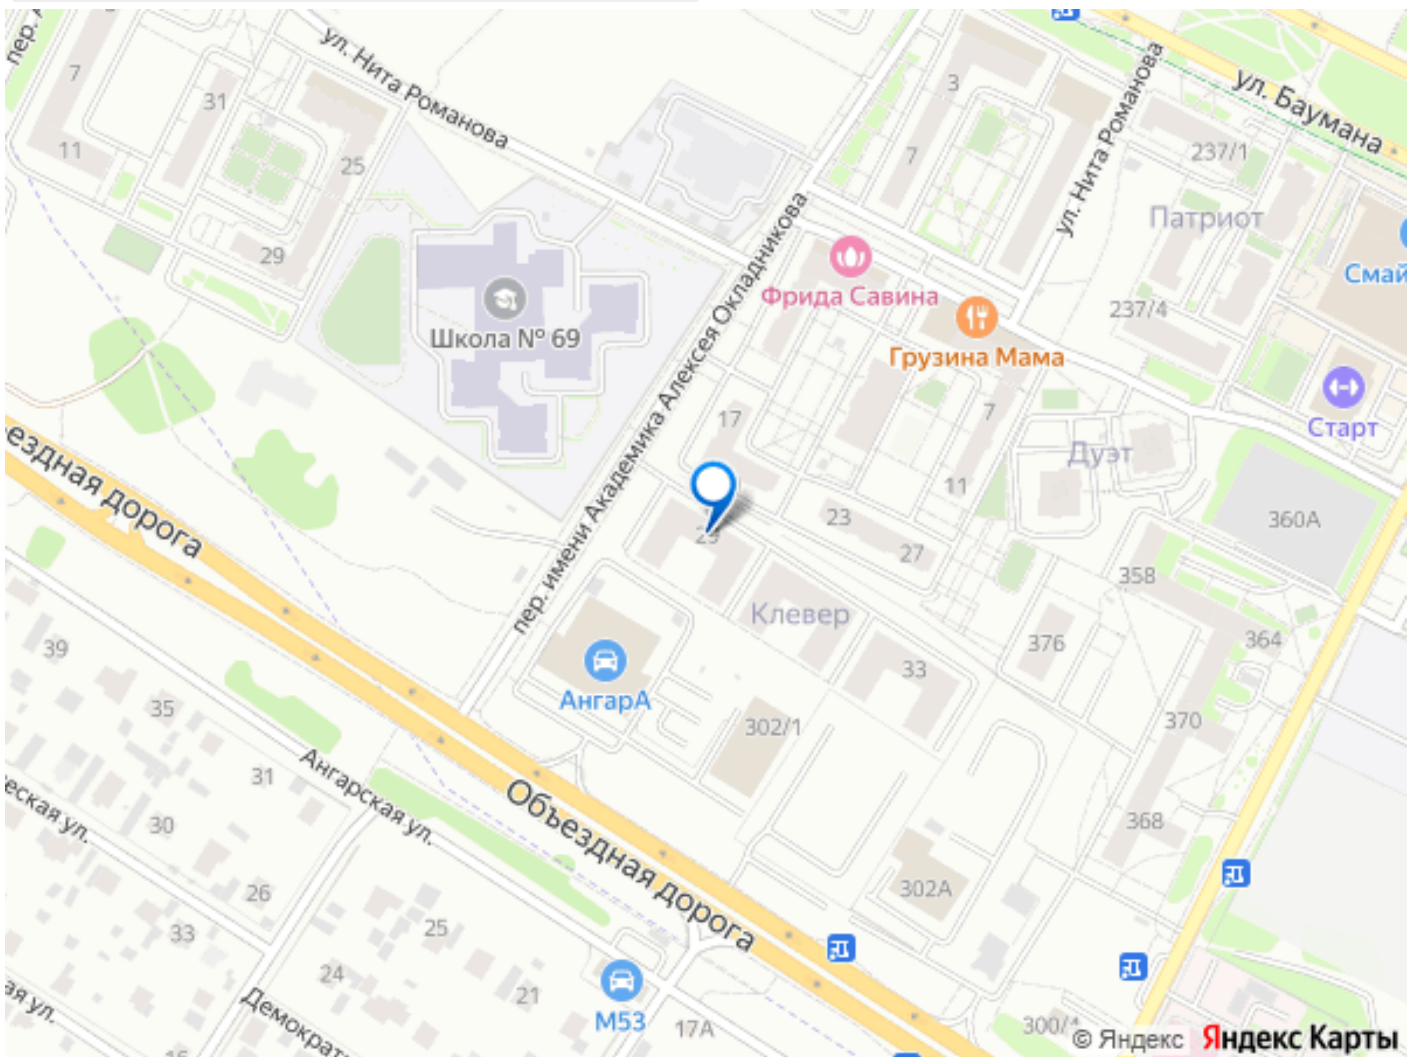 пер.
7
31
11
25
29
ул. Нита Романова
3
7
ул. Нита Романова
ул. Баумана
237/1
Патриот
237/4
Смай
Фрида Савина
Грузина Мама
Старт
Школа № 69
пер. имени Академика Алексея Окладникова
17
7
11
Дуэт
23
27
360А
358
364
376
Клевер
33
370
368
АнгарА
302/1
302А
300/
ездная дорога
Объездная дорога
39
35
31
30
26
33
25
24
21
17А
Ангарская ул.
еская ул.
ая ул.
Демократ
М53
© Яндекс Яндекс Карты